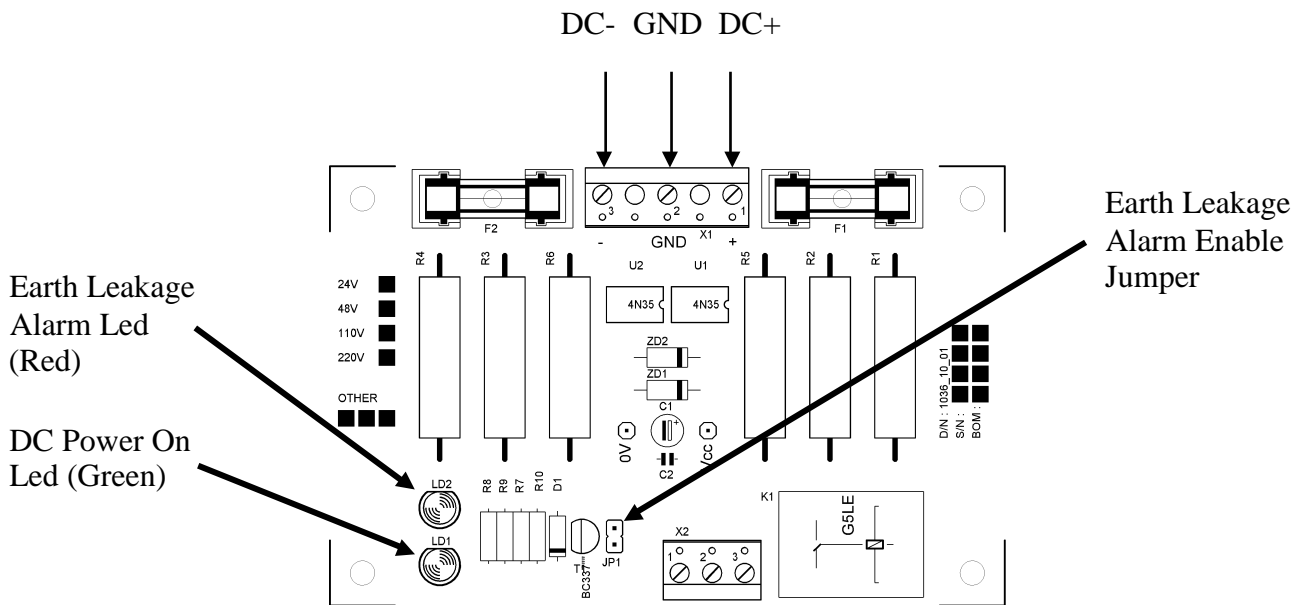 DC- GND DC+
Earth Leakage
Alarm Enable
Jumper
Earth Leakage
Alarm Led
(Red)
DC Power On
Led (Green)
F2
3
2
1
X1
F1
- GND +
R4
R3
R6
U2
U1
R5
R2
R1
4N35
4N35
24V
48V
110V
220V
OTHER
ZD2
ZD1
C1
+
0V
Vcc
C2
D/N : 1036_10_01
S/N :
BOM :
LD2
LD1
R8
R9
R7
R10
D1
BC337
JP1
X2
1
2
3
K1
G5LE